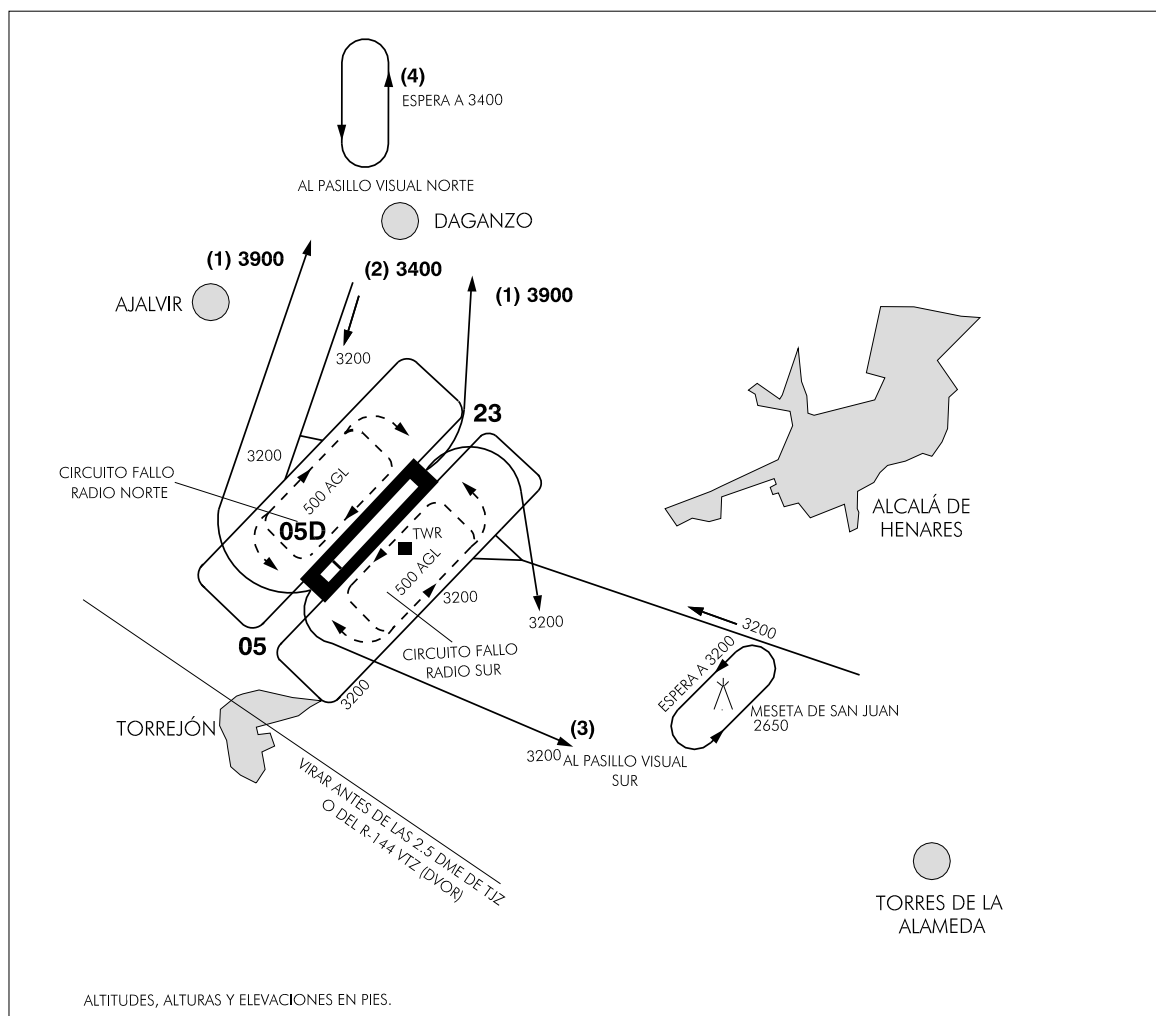 (4)
ESPERA A 3400
AL PASILLO VISUAL NORTE
DAGANZO
(1) 3900
(2) 3400
(1) 3900
AJALVIR
3200
23
3200
CIRCUITO FALLO
RADIO NORTE
500 AGL
05D
TWR
500 AGL
ALCALÁ DE
HENARES
3200
3200
3200
05
CIRCUITO FALLO
RADIO SUR
ESPERA A 3200
3200
MESETA DE SAN JUAN
2650
TORREJÓN
(3)
3200
AL PASILLO VISUAL
SUR
VIRAR ANTES DE LAS 2.5 DME DE TJZ
O DEL R-144 VTZ (DVOR)
TORRES DE LA
ALAMEDA
ALTITUDES, ALTURAS Y ELEVACIONES EN PIES.